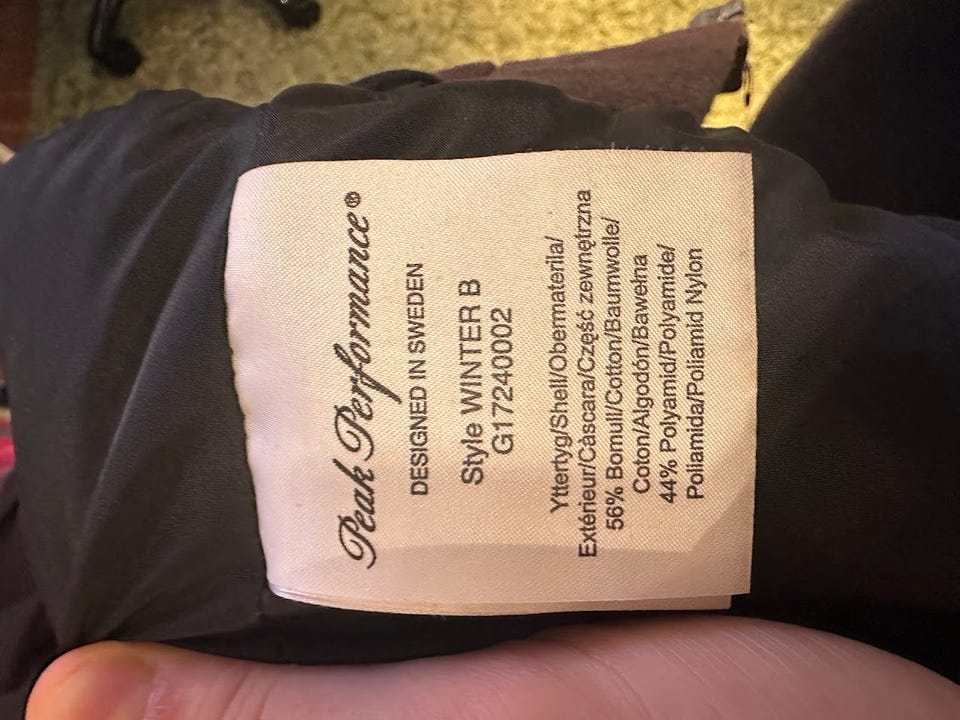 Peak Performance®
DESIGNED IN SWEDEN
Style WINTER B
G17240002
Yttertyg/Shell/Obermaterila/
Extérieur/Càscara/Część zewnętrzna
56% Bomull/Cotton/Baumwolle/
Coton/Algodón/Bawełna
44% Polyamid/Polyamide/
Poliamida/Poliamid Nylon